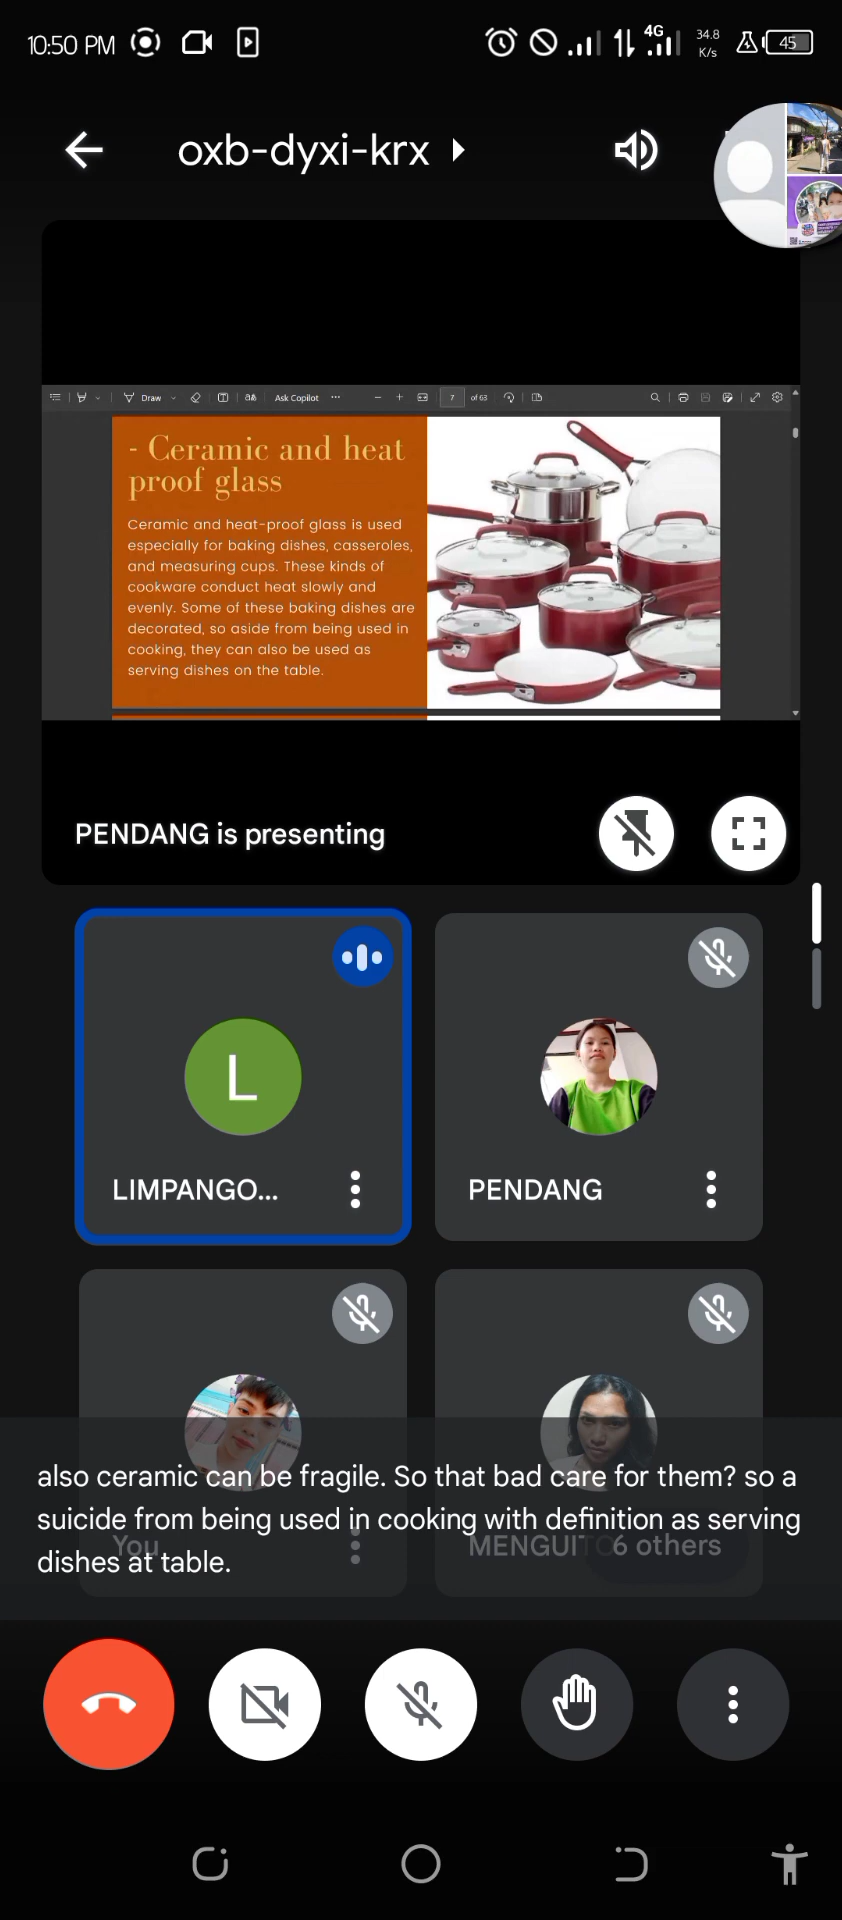 10:50 PM
4G
34.8
K/s
45
oxb-dyxi-krx
Draw
Ask Copilot
7
of 63
- Ceramic and heat
proof glass
Ceramic and heat-proof glass is used
especially for baking dishes, casseroles,
and measuring cups. These kinds of
cookware conduct heat slowly and
evenly. Some of these baking dishes are
decorated, so aside from being used in
cooking, they can also be used as
serving dishes on the table.
PENDANG is presenting
L
LIMPANGO...
PENDANG
also ceramic can be fragile. So that bad care for them? so a
suicide from being used in cooking with definition as serving
dishes at table.
You
MENGUITO
6 others